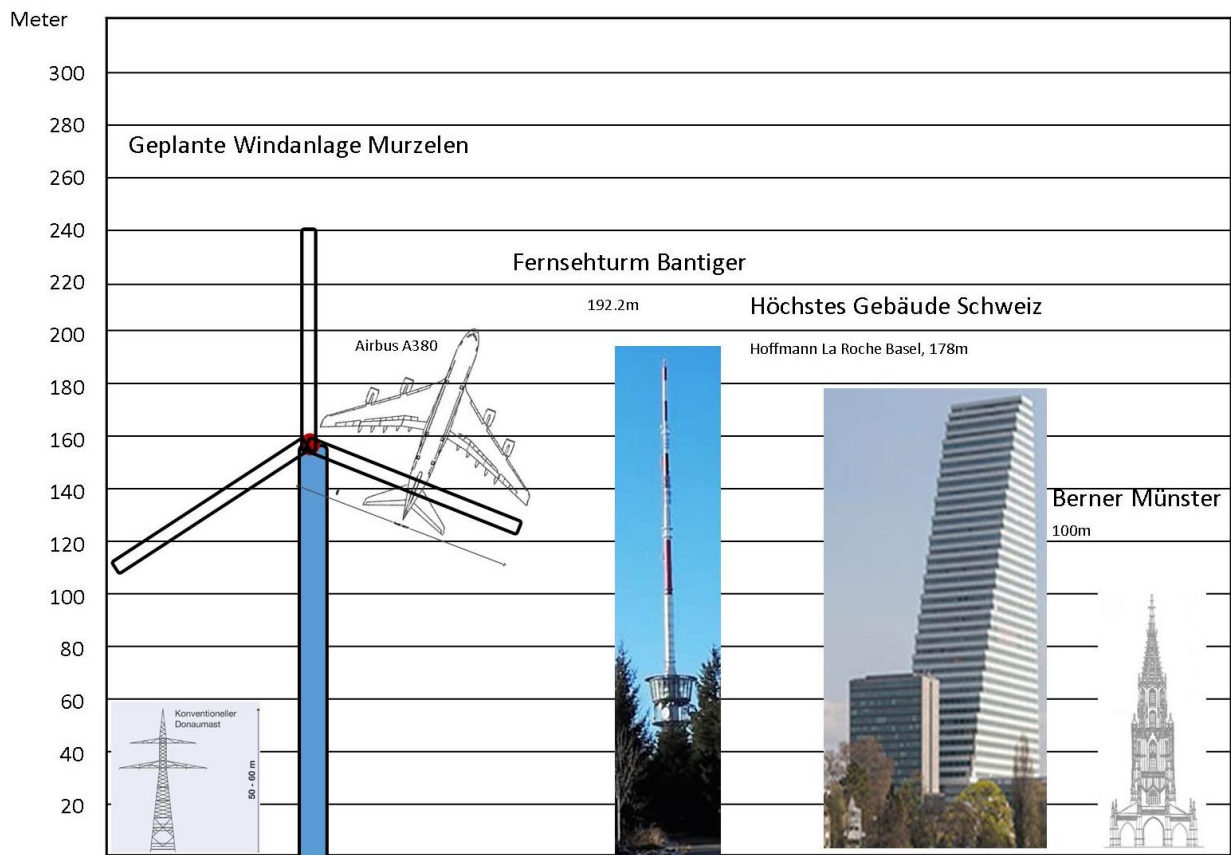 Meter
300
280
Geplante Windanlage Murzelen
260
240
Fernsehturm Bantiger
220
192.2m
Höchstes Gebäude Schweiz
200
Airbus A380
Hoffmann La Roche Basel, 178m
180
160
140
Berner Münster
100m
120
100
80
60
Konventioneller
Donaumast
50 - 60 m
40
20